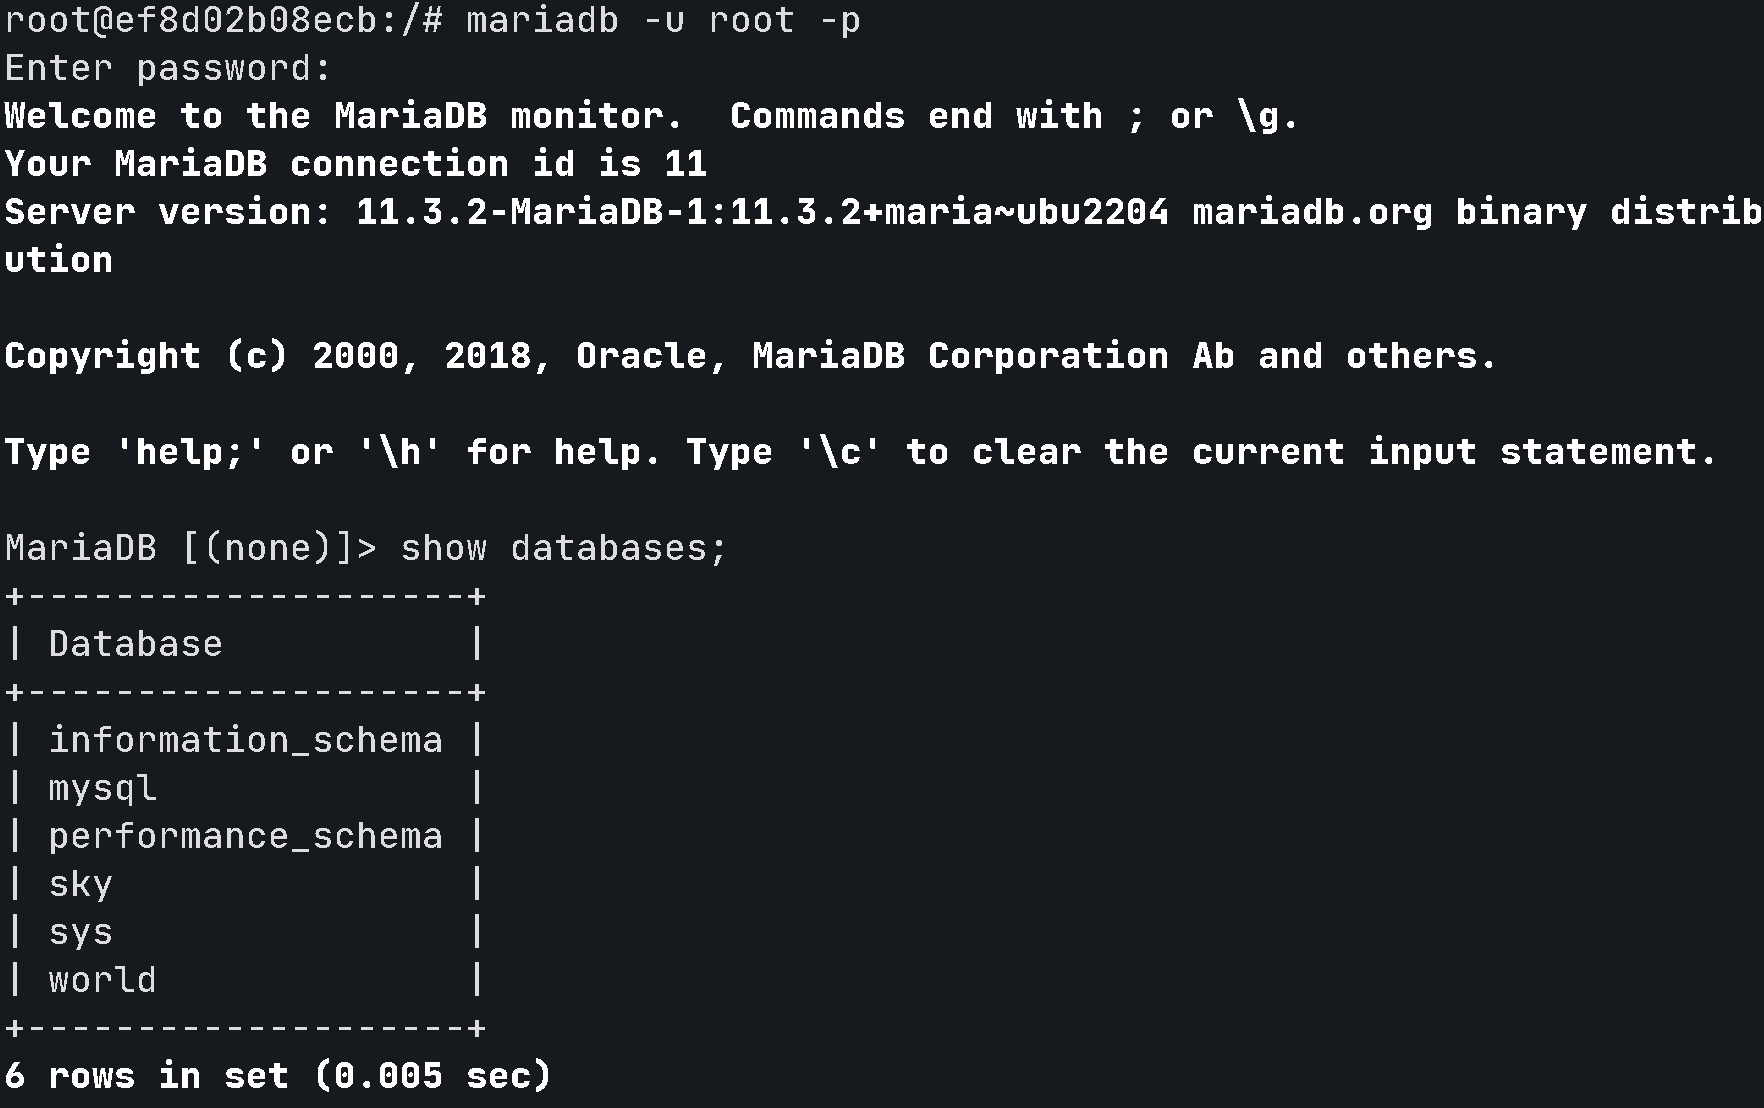 root@ef8d02b08ecb:/# mariadb -u root -p
Enter password:
Welcome to the MariaDB monitor.  Commands end with ; or \g.
Your MariaDB connection id is 11
Server version: 11.3.2-MariaDB-1:11.3.2+maria~ubu2204 mariadb.org binary distrib
ution

Copyright (c) 2000, 2018, Oracle, MariaDB Corporation Ab and others.

Type 'help;' or '\h' for help. Type '\c' to clear the current input statement.

MariaDB [(none)]> show databases;
+--------------------+
| Database           |
+--------------------+
| information_schema |
| mysql              |
| performance_schema |
| sky                |
| sys                |
| world              |
+--------------------+
6 rows in set (0.005 sec)